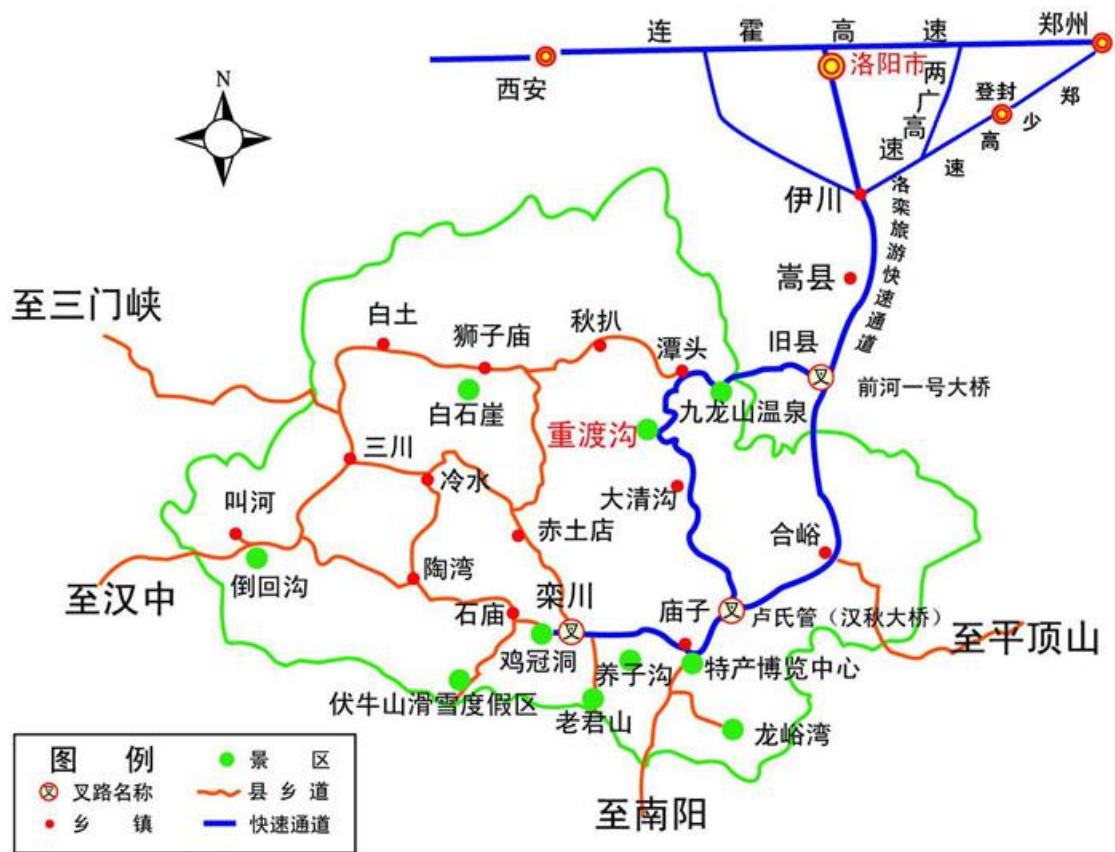 连霍高速
郑州
西安
洛阳市
两广高速
登封
郑少高速
N
伊川
洛栾旅游快速通道
嵩县
至三门峡
白土
狮子庙
秋扒
潭头
旧县
叉
前河一号大桥
白石崖
九龙山温泉
重渡沟
三川
冷水
大清沟
叫河
赤土店
合峪
倒回沟
至汉中
陶湾
栾川
石庙
叉
庙子
叉
卢氏管（汉秋大桥）
至平顶山
鸡冠洞
养子沟
特产博览中心
伏牛山滑雪度假区
老君山
龙峪湾
至南阳
图 例
景 区
叉 叉路名称
县乡道
乡 镇
快速通道